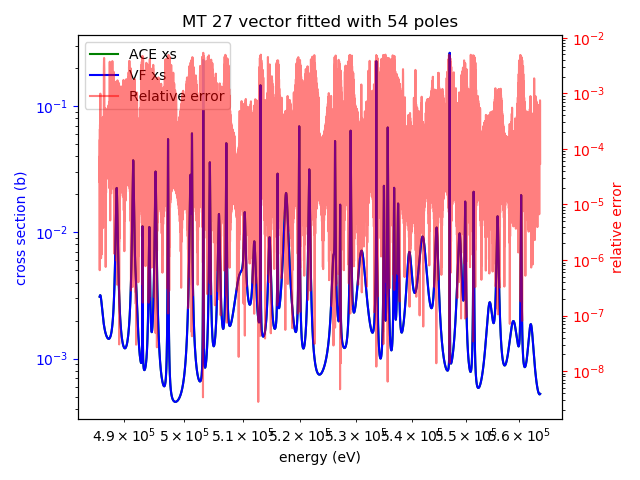 MT 27 vector fitted with 54 poles
ACE xs
VF xs
Relative error
cross section (b)
10⁻¹
10⁻²
10⁻³
relative error
10⁻²
10⁻³
10⁻⁴
10⁻⁵
10⁻⁶
10⁻⁷
10⁻⁸
4.9 × 10⁵ 5 × 10⁵ 5.1 × 10⁵ 5.2 × 10⁵ 5.3 × 10⁵ 5.4 × 10⁵ 5.5 × 10⁵ 5.6 × 10⁵
energy (eV)